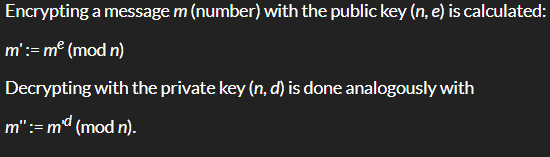 Encrypting a message m (number) with the public key (n, e) is calculated:
m' := mᵉ (mod n)
Decrypting with the private key (n, d) is done analogously with
m'' := m'ᵈ (mod n).